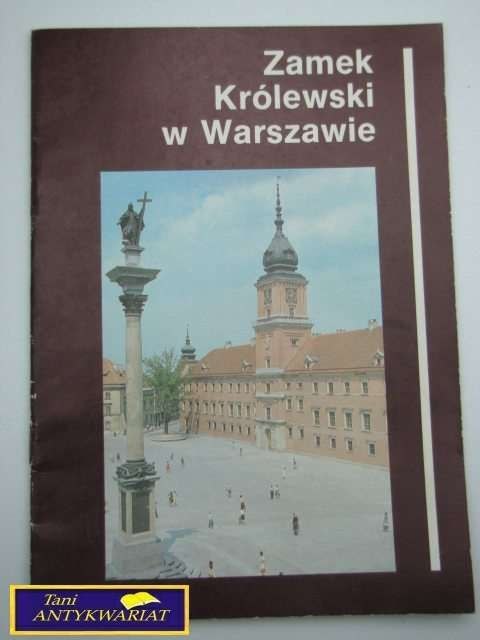 Zamek
Królewski
w Warszawie
Tani
ANTYKWARIAT